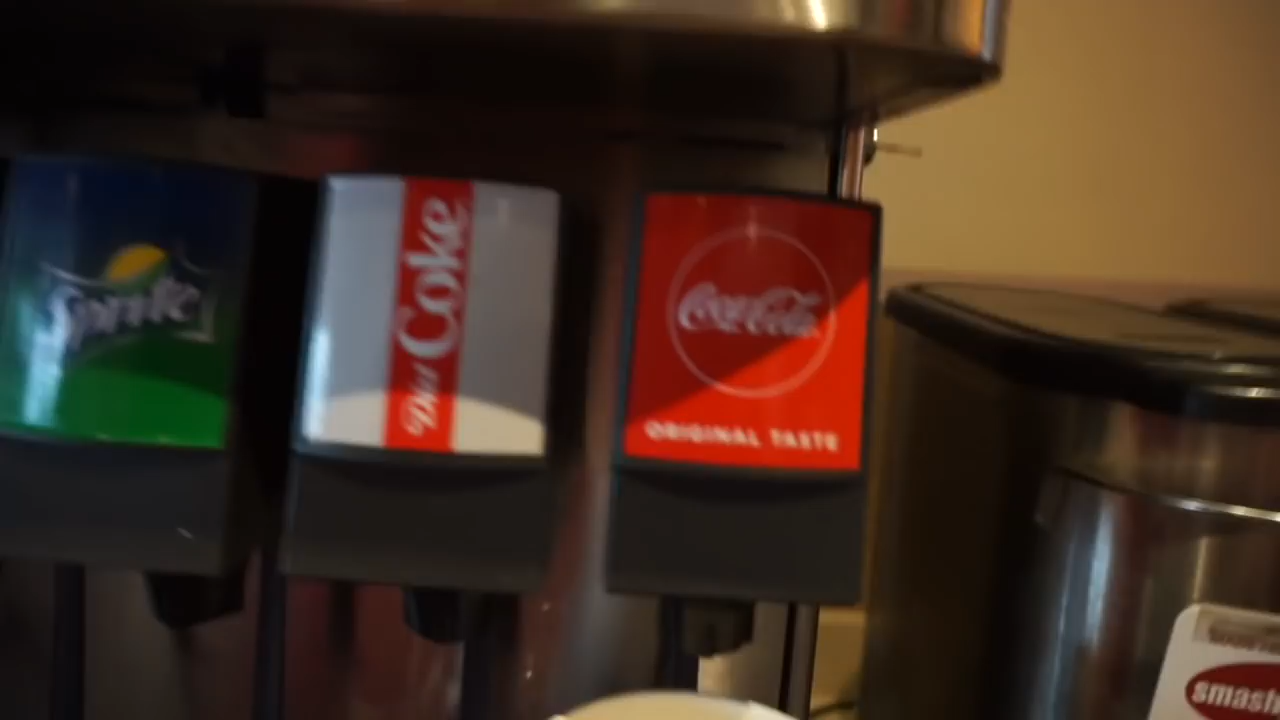 Sprite
Diet Coke
Coca-Cola
ORIGINAL TASTE
smash